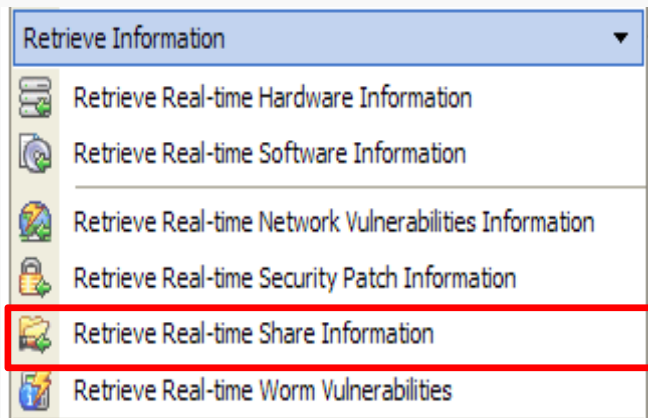 Retrieve Information
Retrieve Real-time Hardware Information
Retrieve Real-time Software Information
Retrieve Real-time Network Vulnerabilities Information
Retrieve Real-time Security Patch Information
Retrieve Real-time Share Information
Retrieve Real-time Worm Vulnerabilities